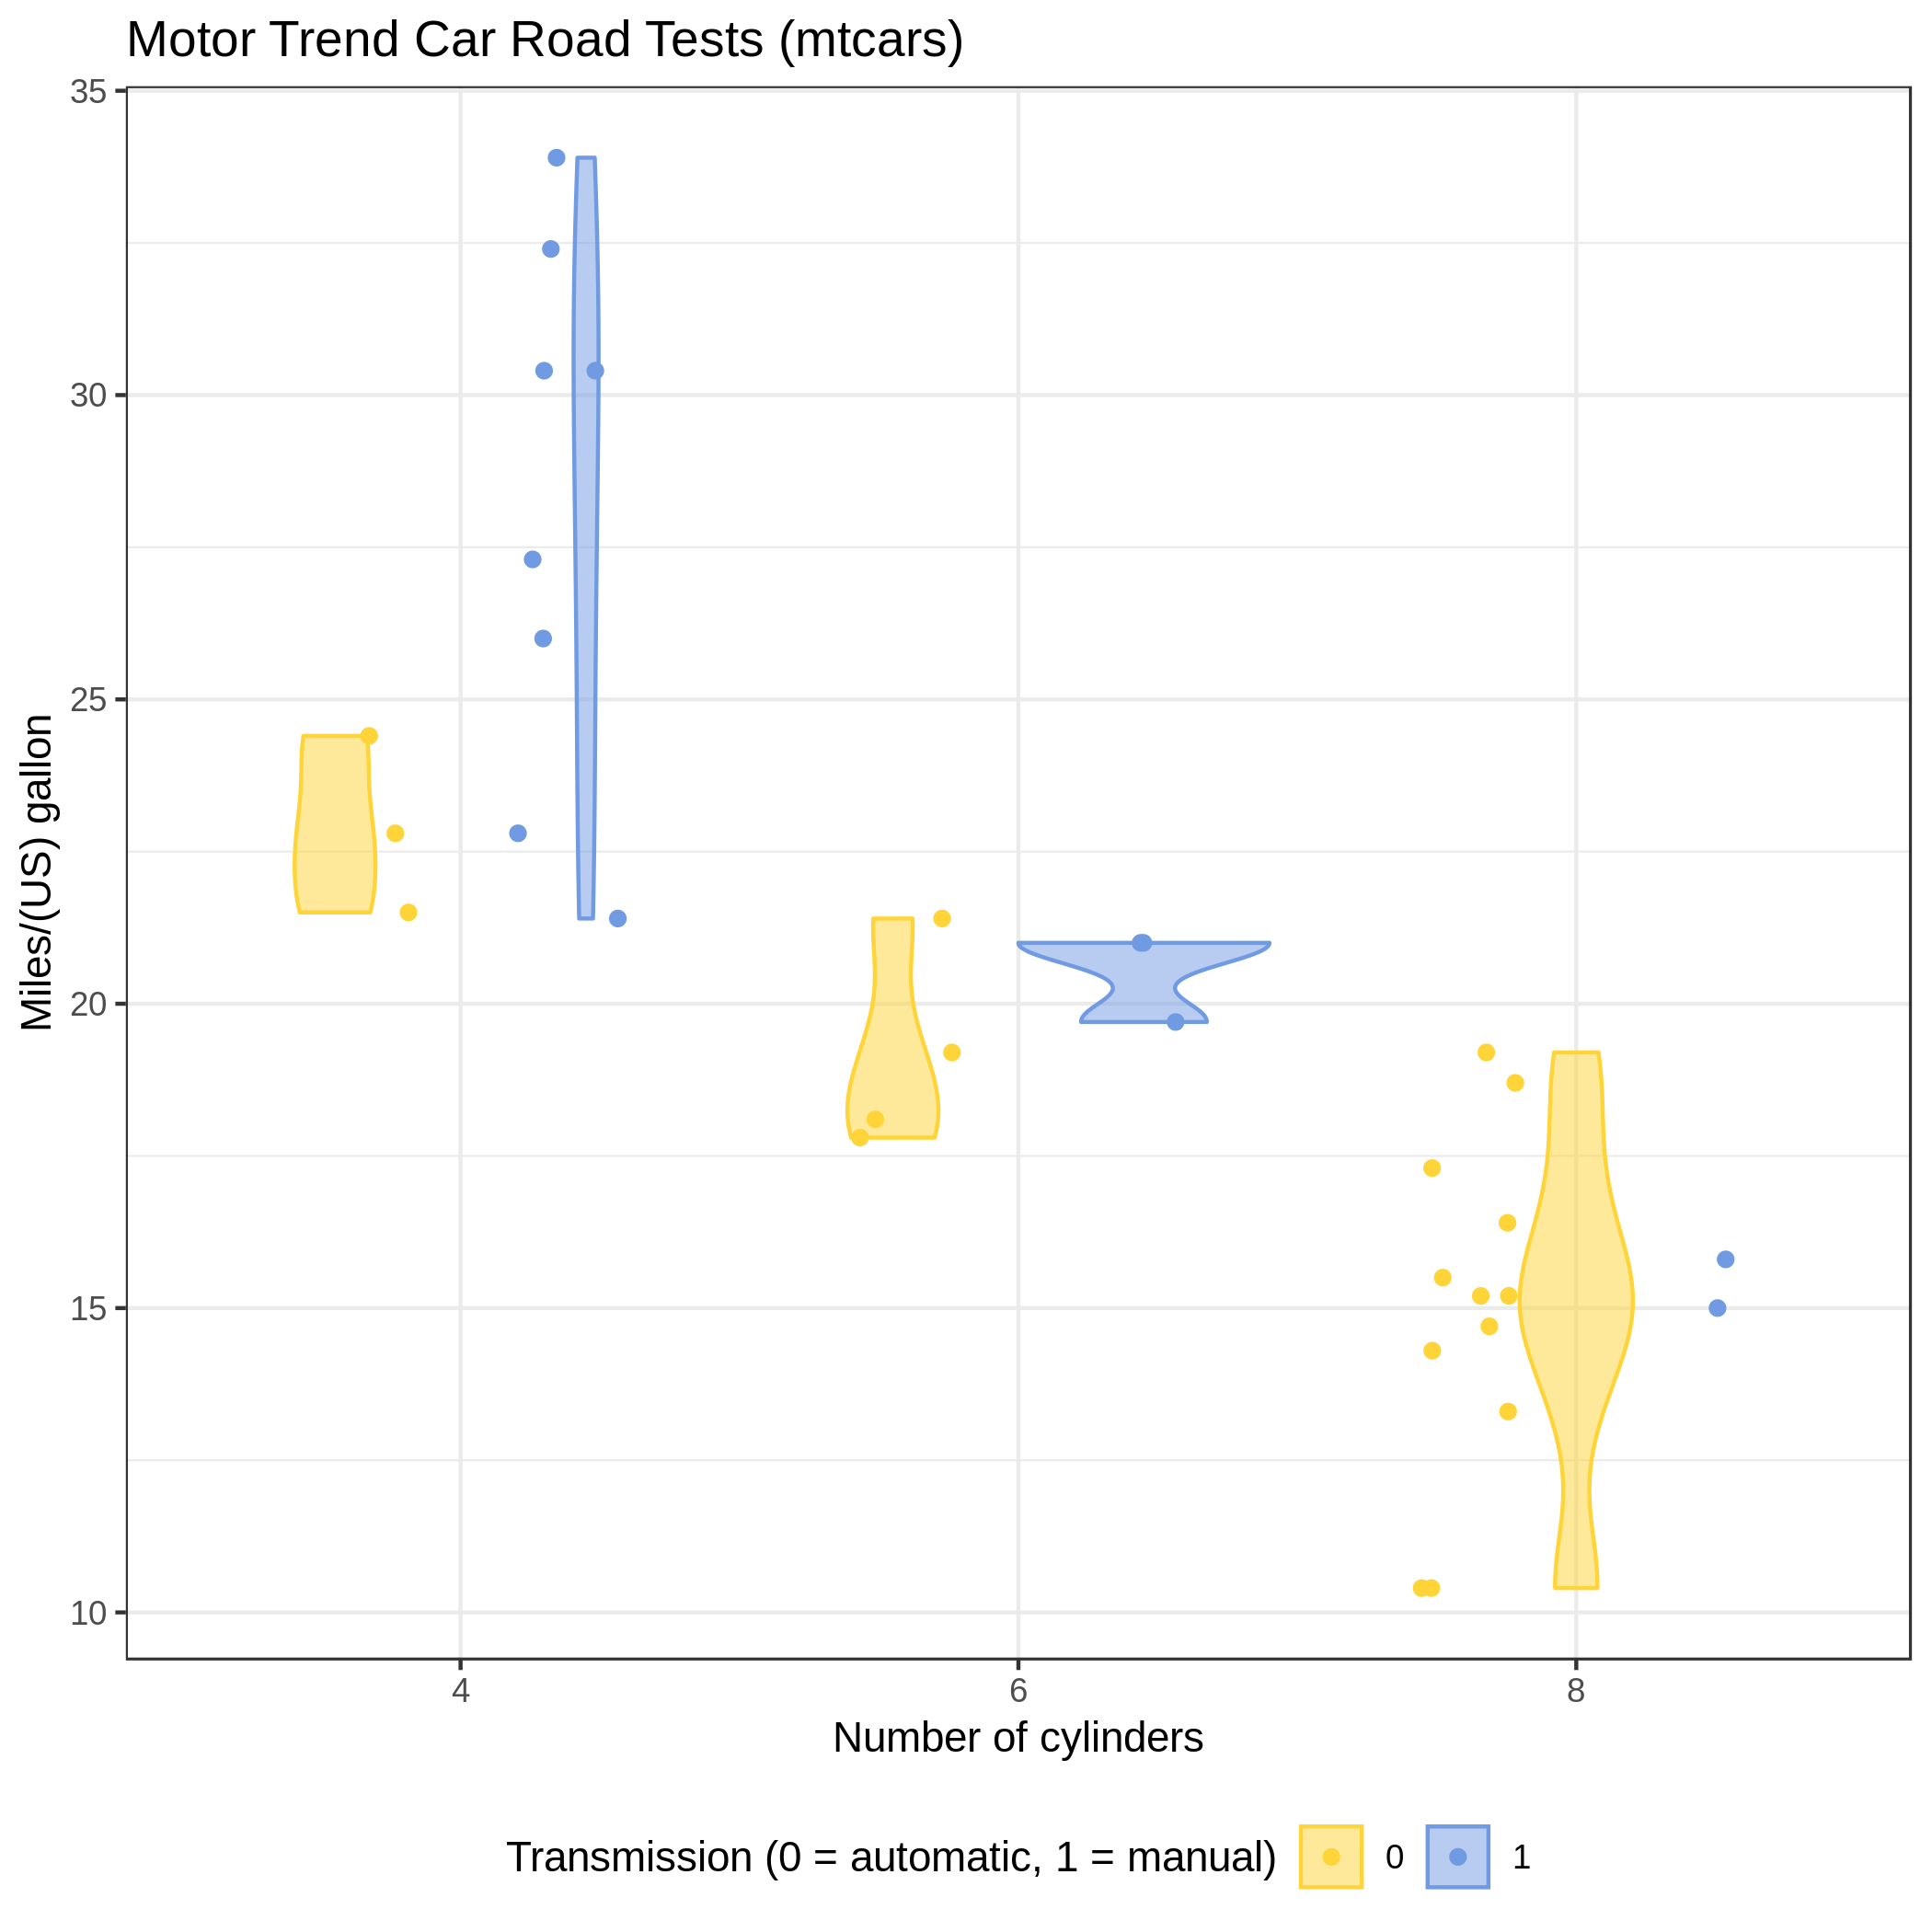 Motor Trend Car Road Tests (mtcars)
35
30
25
20
15
10
Miles/(US) gallon
4 6 8
Number of cylinders
Transmission (0 = automatic, 1 = manual) 0 1